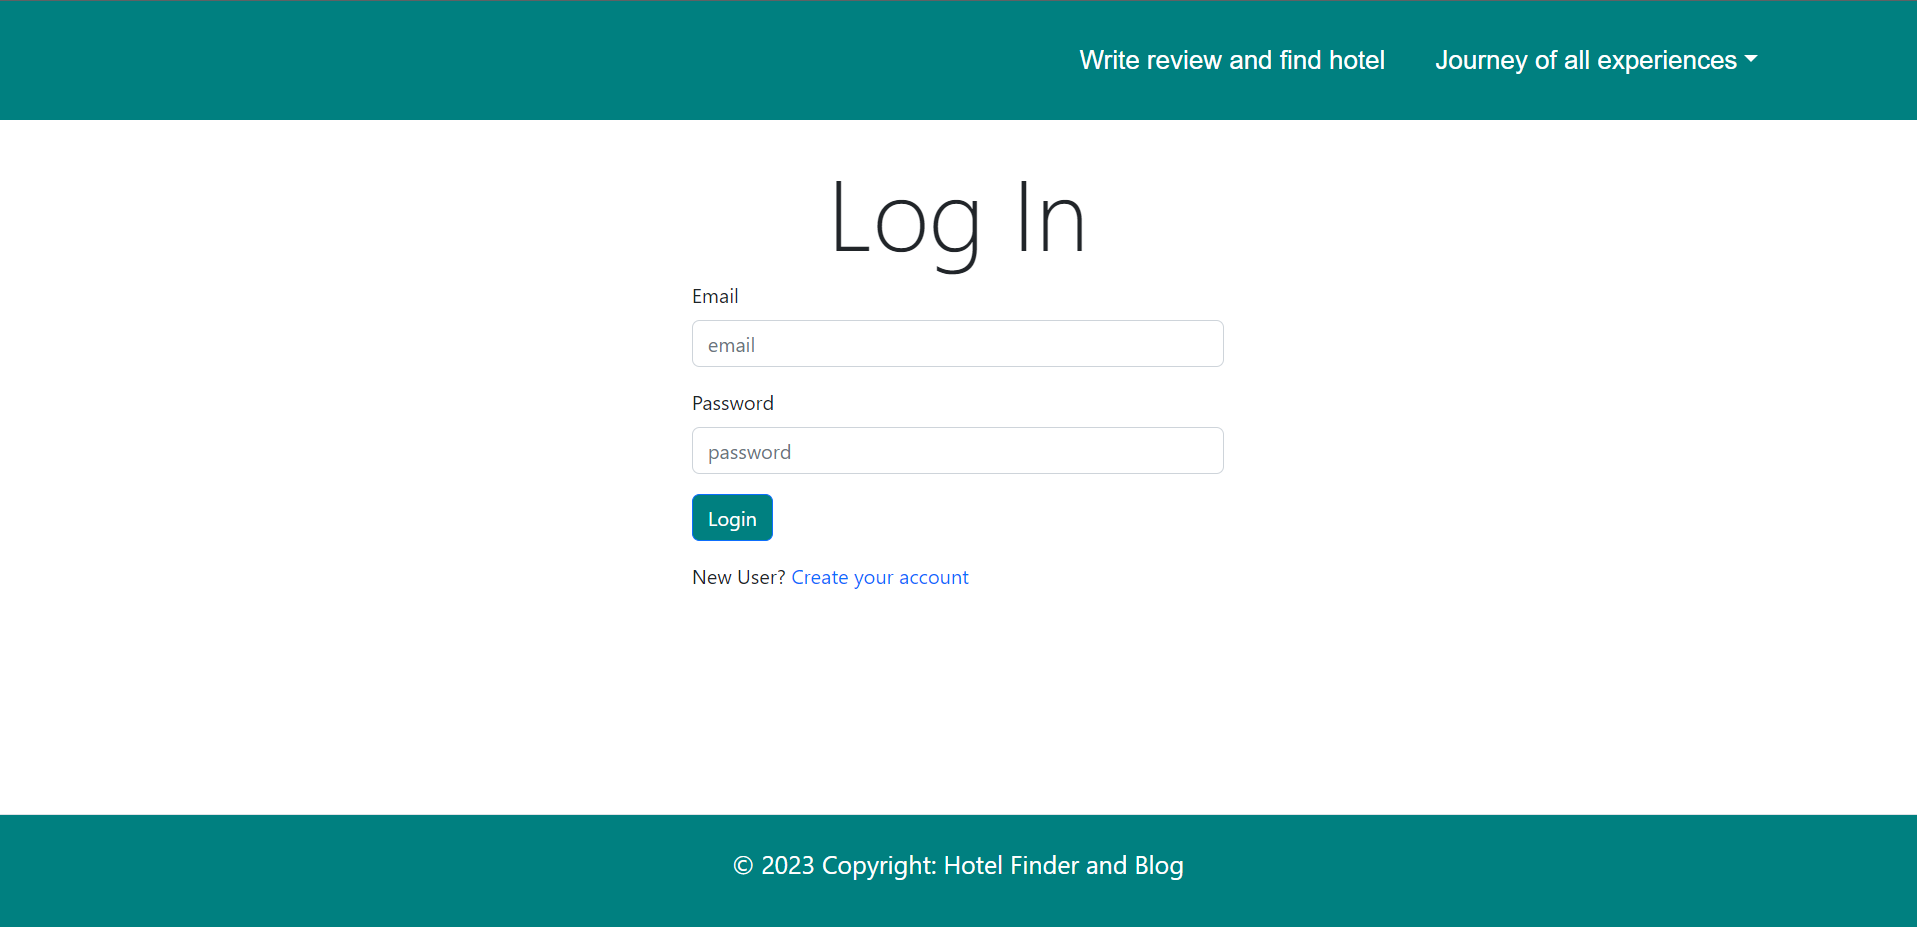 Write review and find hotel Journey of all experiences
Log In
Email
email
Password
password
Login
New User? Create your account
© 2023 Copyright: Hotel Finder and Blog